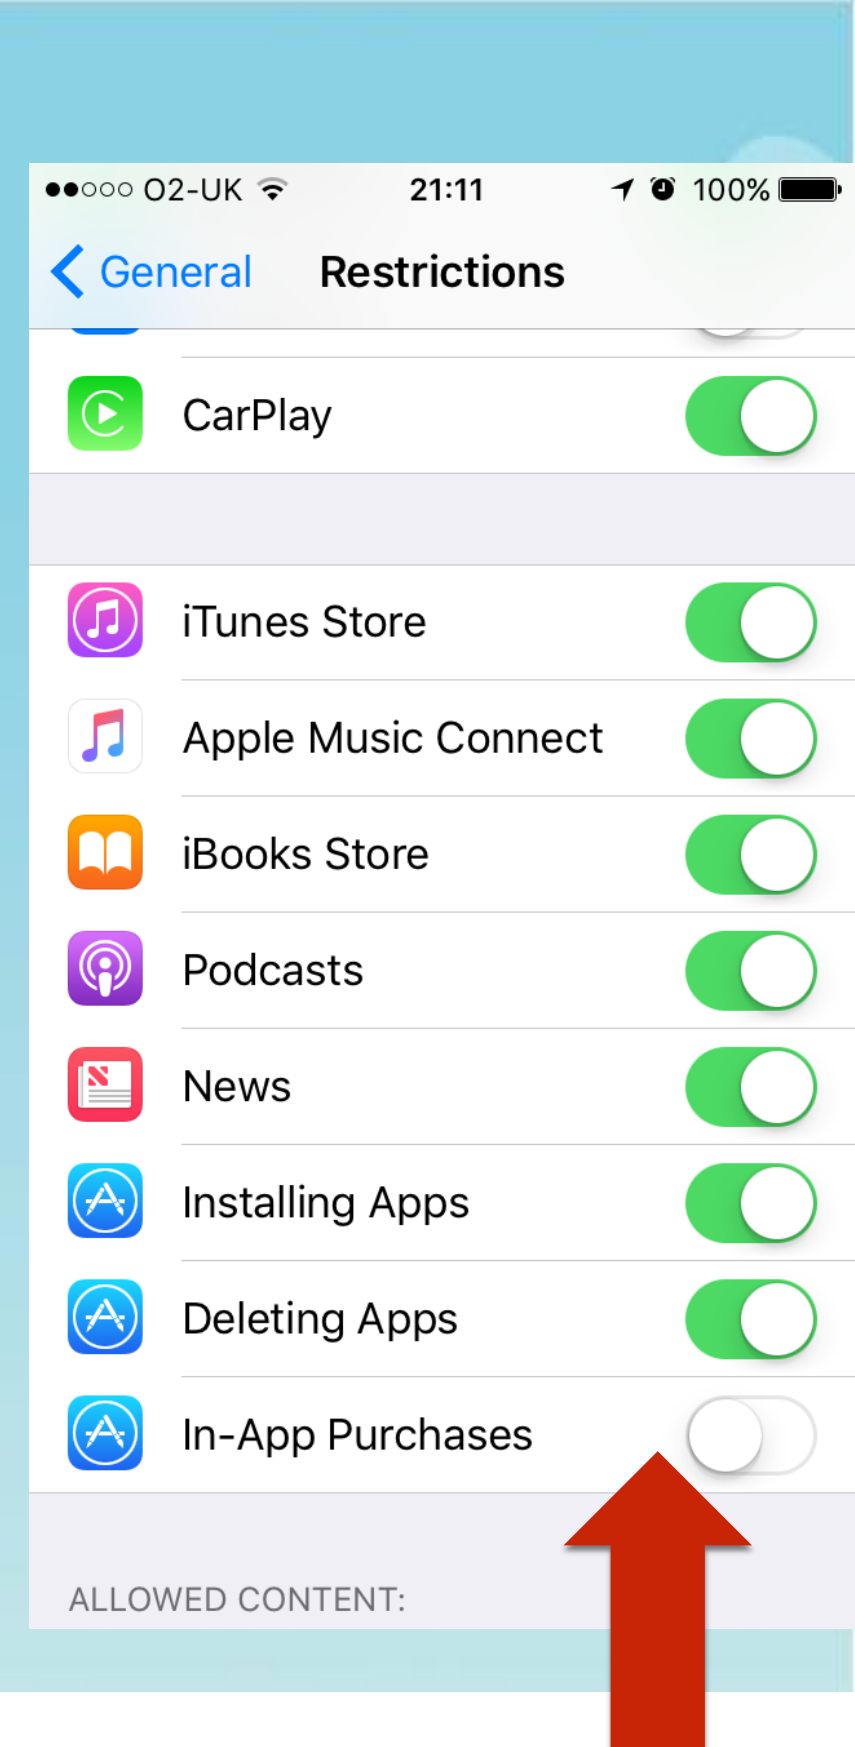 O2-UK 21:11 100%
General Restrictions
CarPlay
iTunes Store
Apple Music Connect
iBooks Store
Podcasts
News
Installing Apps
Deleting Apps
In-App Purchases
ALLOWED CONTENT: